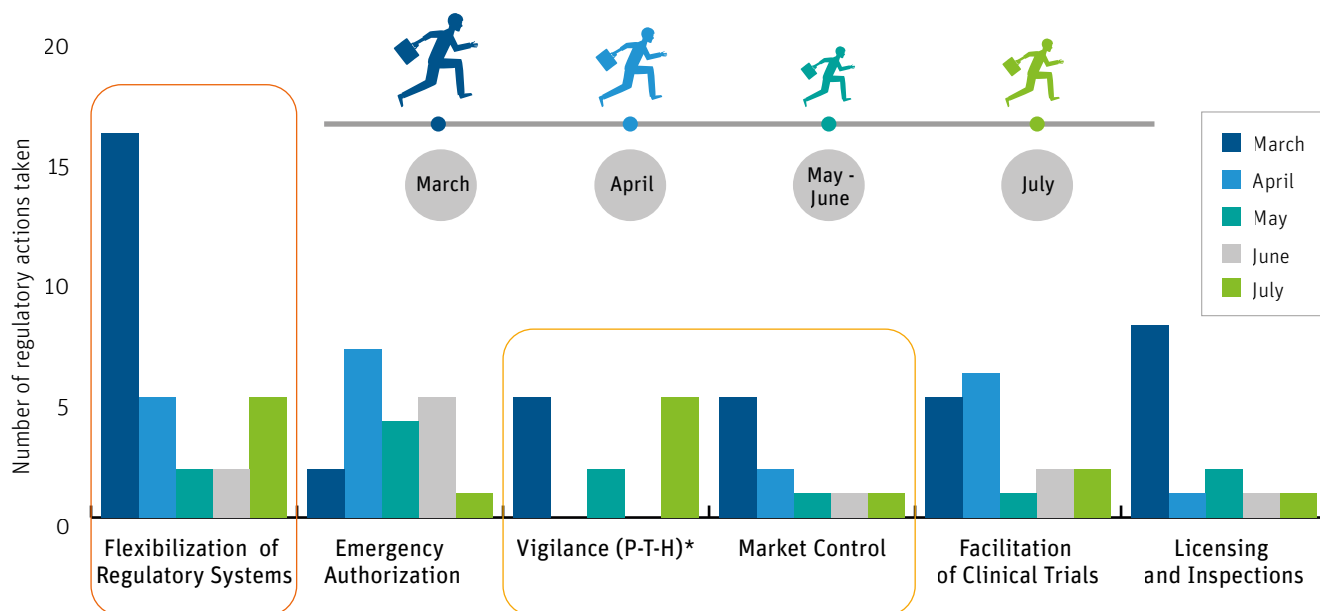 20
15
10
5
0
Number of regulatory actions taken
March
April
May -
June
July
March
April
May
June
July
Flexibilization of
Regulatory Systems
Emergency
Authorization
Vigilance (P-T-H)*
Market Control
Facilitation
of Clinical Trials
Licensing
and Inspections